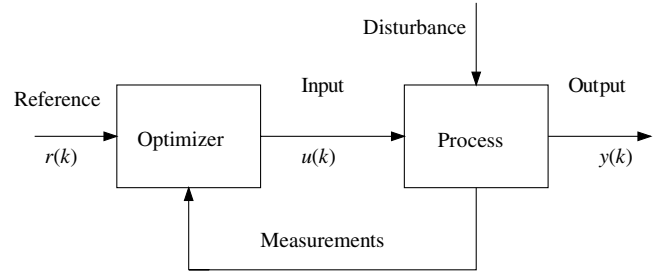 Disturbance
Reference
Input
Output
Optimizer
Process
r(k)
u(k)
y(k)
Measurements